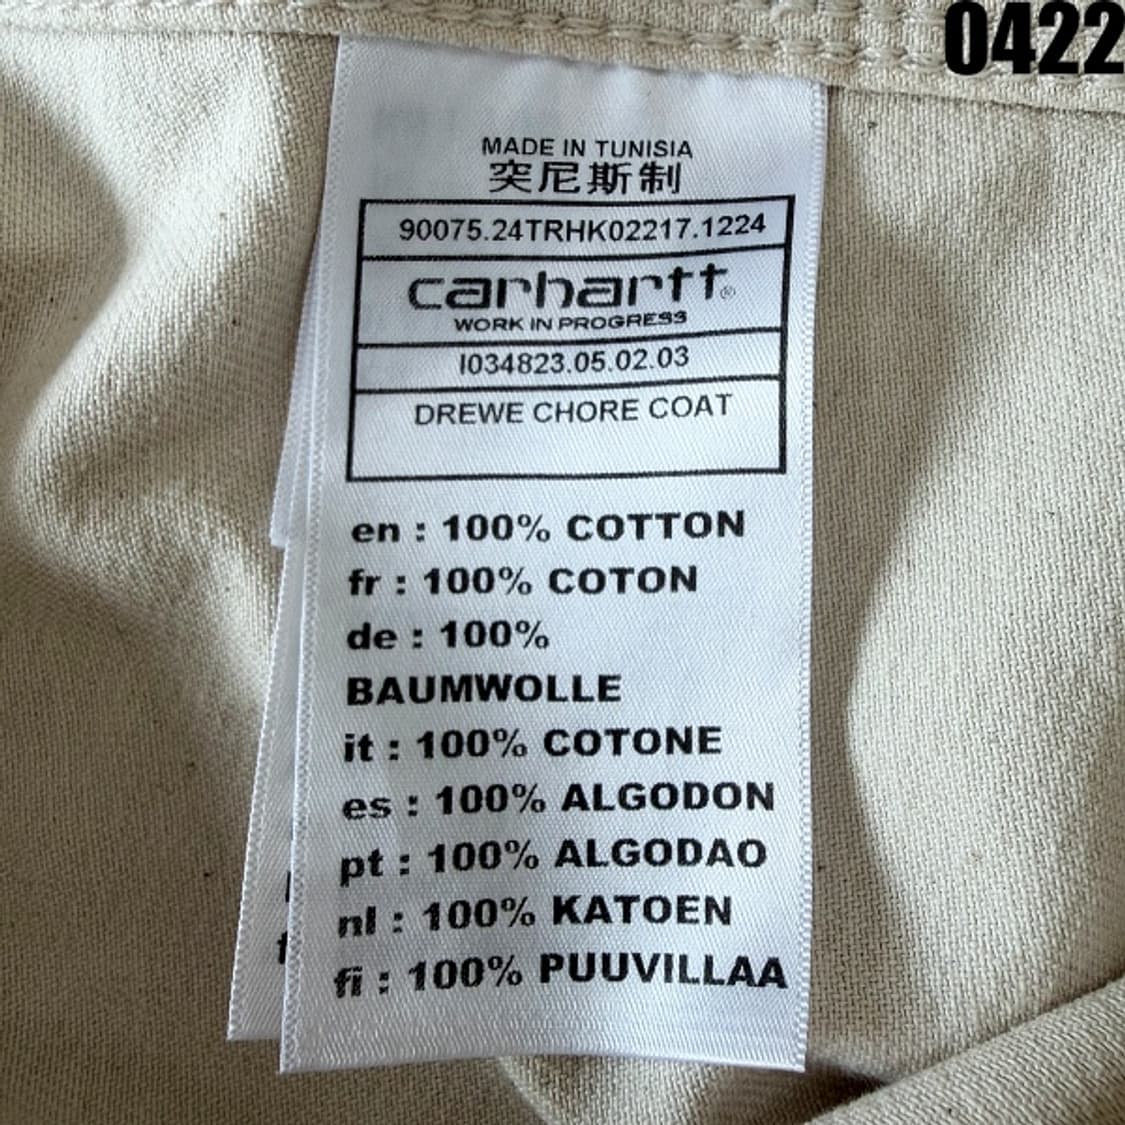 0422
MADE IN TUNISIA
突尼斯制
90075.24TRHK02217.1224
carhartt®
WORK IN PROGRESS
I034823.05.02.03
DREWE CHORE COAT
en : 100% COTTON
fr : 100% COTON
de : 100%
BAUMWOLLE
it : 100% COTONE
es : 100% ALGODON
pt : 100% ALGODAO
nl : 100% KATOEN
fi : 100% PUUVILLAA